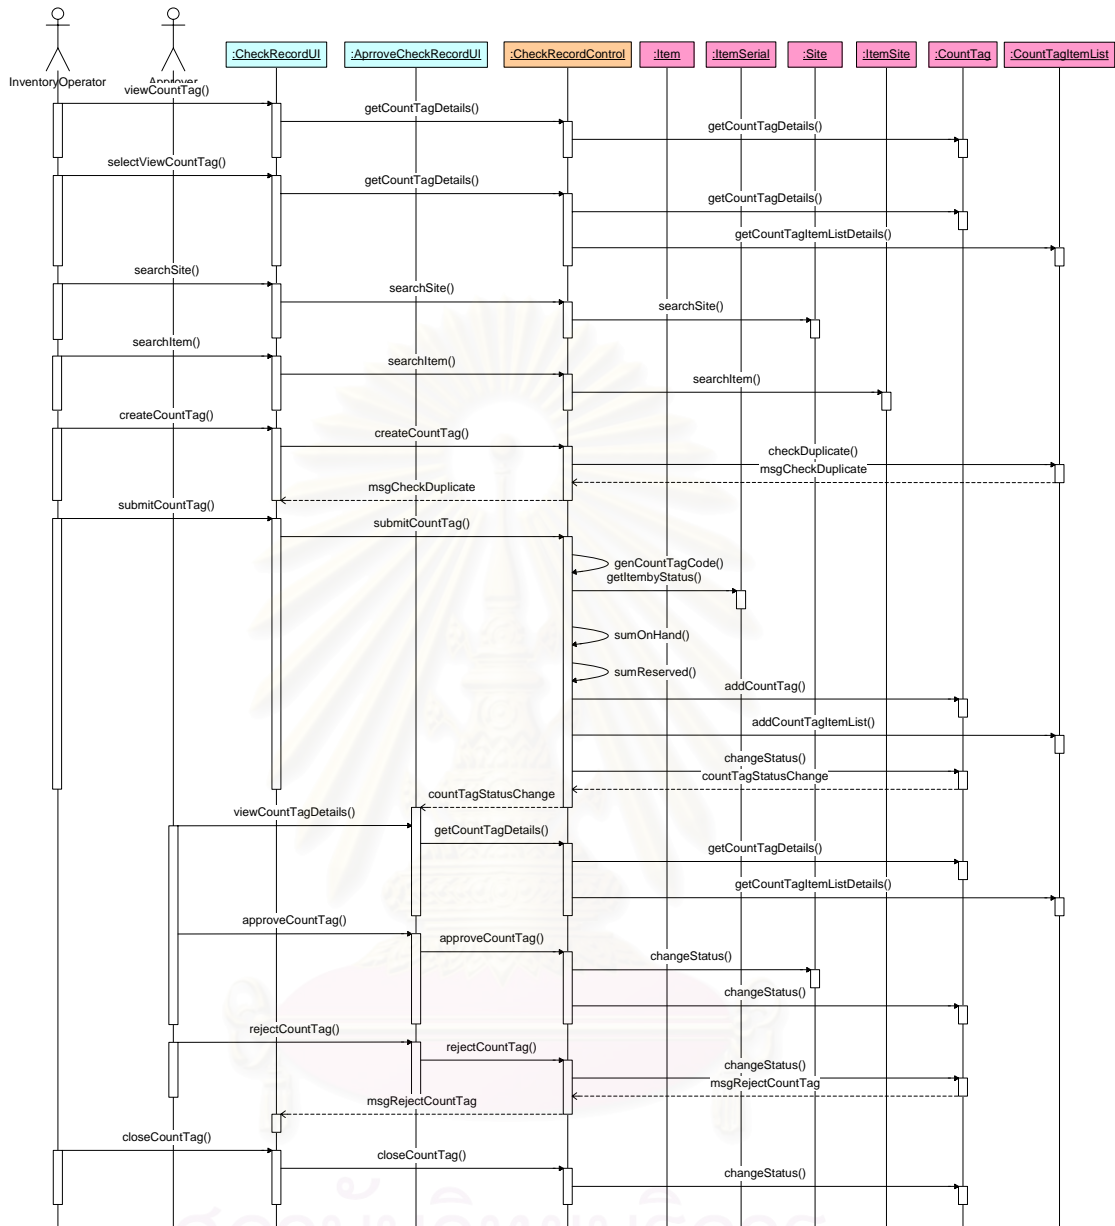 :CheckRecordUI
:AprroveCheckRecordUI
:CheckRecordControl
:Item
:ItemSerial
:Site
:ItemSite
:CountTag
:CountTagItemList
InventoryOperator
Approver
viewCountTag()
getCountTagDetails()
getCountTagDetails()
selectViewCountTag()
getCountTagDetails()
getCountTagDetails()
getCountTagItemListDetails()
searchSite()
searchSite()
searchSite()
searchItem()
searchItem()
searchItem()
createCountTag()
createCountTag()
checkDuplicate()
msgCheckDuplicate
msgCheckDuplicate
submitCountTag()
submitCountTag()
genCountTagCode()
getItembyStatus()
sumOnHand()
sumReserved()
addCountTag()
addCountTagItemList()
changeStatus()
countTagStatusChange
countTagStatusChange
viewCountTagDetails()
getCountTagDetails()
getCountTagDetails()
getCountTagItemListDetails()
approveCountTag()
approveCountTag()
changeStatus()
changeStatus()
rejectCountTag()
rejectCountTag()
changeStatus()
msgRejectCountTag
msgRejectCountTag
closeCountTag()
closeCountTag()
changeStatus()